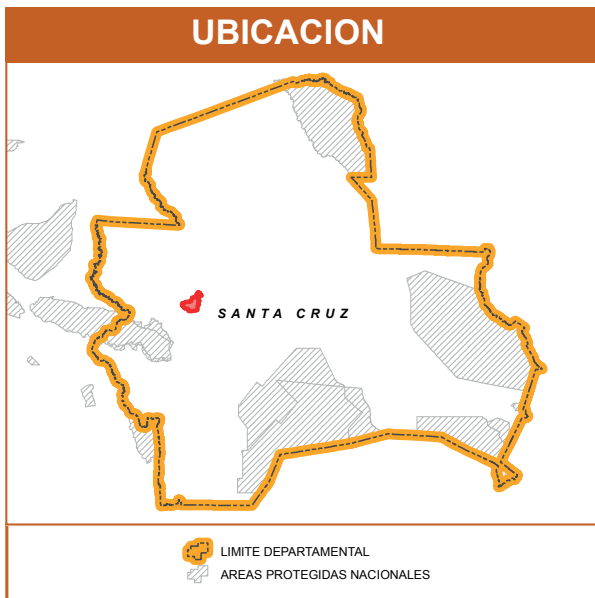 UBICACION
SANTA CRUZ
LIMITE DEPARTAMENTAL
AREAS PROTEGIDAS NACIONALES